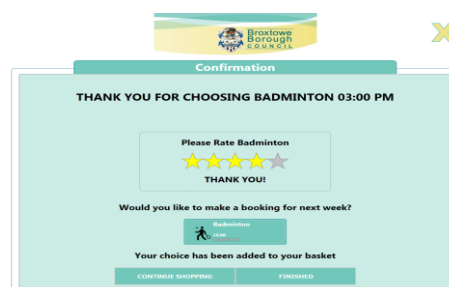 Broxtowe
Borough
COUNCIL
Confirmation
THANK YOU FOR CHOOSING BADMINTON 03:00 PM
Please Rate Badminton
THANK YOU!
Would you like to make a booking for next week?
Badminton
15:00
Your choice has been added to your basket
CONTINUE SHOPPING
FINISHED